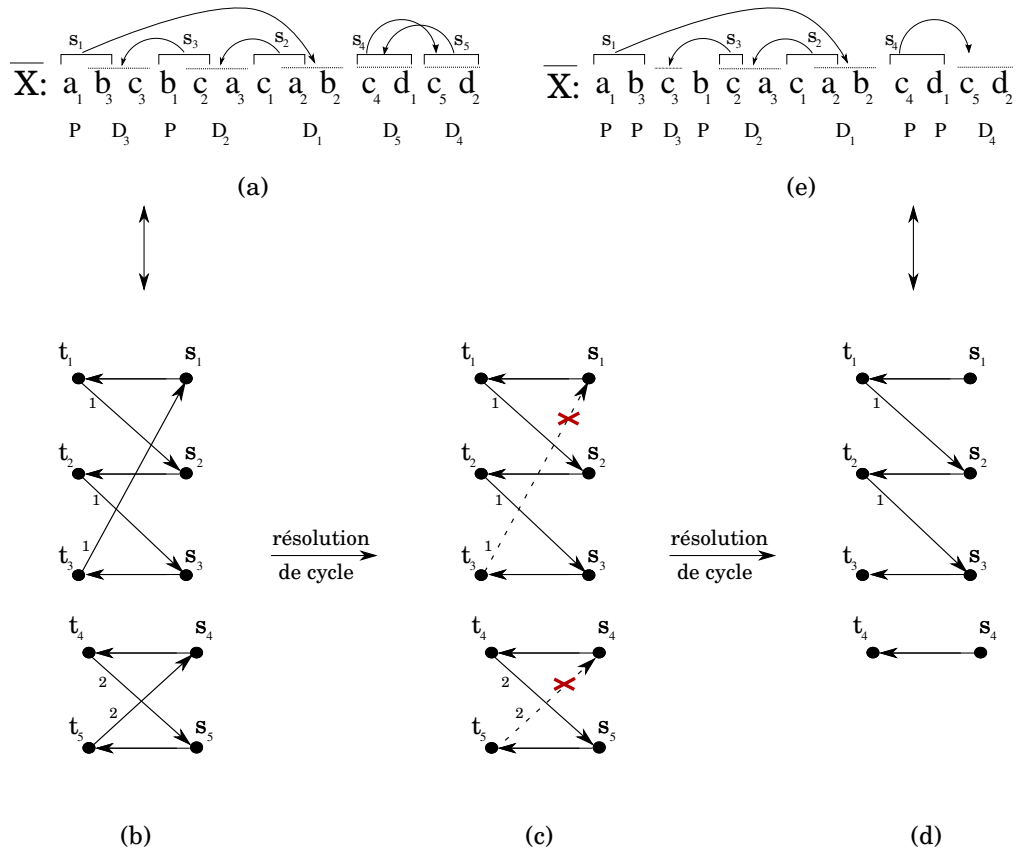 s₁ s₃ s₂ s₄ s₅
X: a₁ b₃ c₃ b₁ c₂ a₃ c₁ a₂ b₂ c₄ d₁ c₅ d₂
P D₃ P D₂ D₁ D₅ D₄
(a)
s₁ s₃ s₂ s₄
X: a₁ b₃ c₃ b₁ c₂ a₃ c₁ a₂ b₂ c₄ d₁ c₅ d₂
P P D₃ P D₂ D₁ P P D₄
(e)
t₁ s₁
1
t₂ s₂
1
1
t₃ s₃
t₄ s₄
2
2
t₅ s₅
(b)
résolution
de cycle
t₁ s₁
1
t₂ s₂
1
1
t₃ s₃
t₄ s₄
2
2
t₅ s₅
(c)
résolution
de cycle
t₁ s₁
1
t₂ s₂
1
t₃ s₃
t₄ s₄
(d)